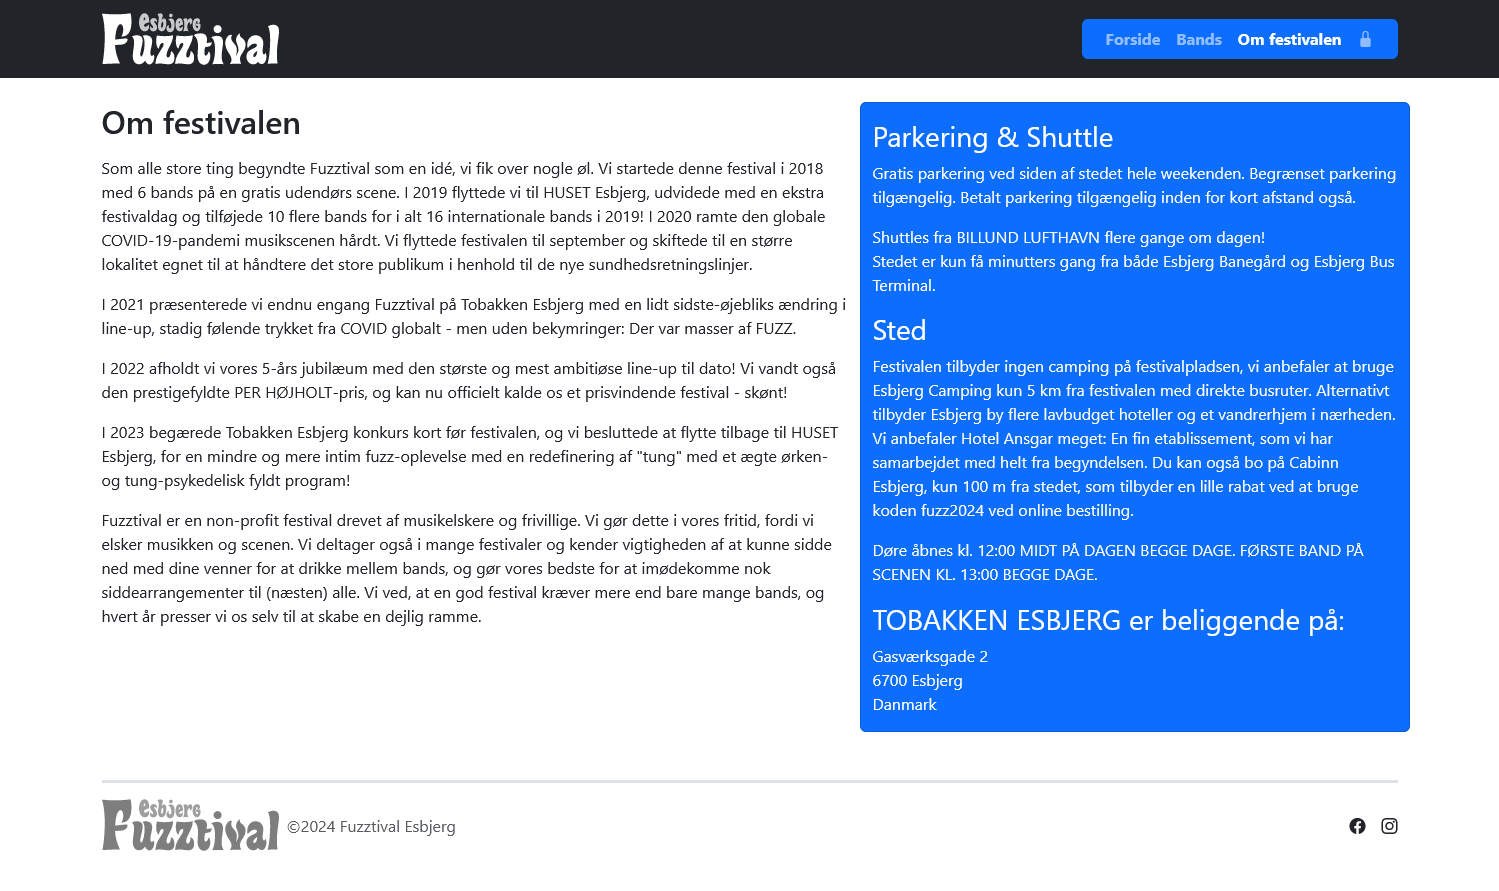 Esbjerg
Fuzztival
Forside Bands Om festivalen
Om festivalen
Som alle store ting begyndte Fuzztival som en idé, vi fik over nogle øl. Vi startede denne festival i 2018
med 6 bands på en gratis udendørs scene. I 2019 flyttede vi til HUSET Esbjerg, udvidede med en ekstra
festivaldag og tilføjede 10 flere bands for i alt 16 internationale bands i 2019! I 2020 ramte den globale
COVID-19-pandemi musikscenen hårdt. Vi flyttede festivalen til september og skiftede til en større
lokalitet egnet til at håndtere det store publikum i henhold til de nye sundhedsretningslinjer.
I 2021 præsenterede vi endnu engang Fuzztival på Tobakken Esbjerg med en lidt sidste-øjebliks ændring i
line-up, stadig følende trykket fra COVID globalt - men uden bekymringer: Der var masser af FUZZ.
I 2022 afholdt vi vores 5-års jubilæum med den største og mest ambitiøse line-up til dato! Vi vandt også
den prestigefyldte PER HØJHOLT-pris, og kan nu officielt kalde os et prisvindende festival - skønt!
I 2023 begærede Tobakken Esbjerg konkurs kort før festivalen, og vi besluttede at flytte tilbage til HUSET
Esbjerg, for en mindre og mere intim fuzz-oplevelse med en redefinering af "tung" med et ægte ørken-
og tung-psykedelisk fyldt program!
Fuzztival er en non-profit festival drevet af musikelskere og frivillige. Vi gør dette i vores fritid, fordi vi
elsker musikken og scenen. Vi deltager også i mange festivaler og kender vigtigheden af at kunne sidde
ned med dine venner for at drikke mellem bands, og gør vores bedste for at imødekomme nok
siddearrangementer til (næsten) alle. Vi ved, at en god festival kræver mere end bare mange bands, og
hvert år presser vi os selv til at skabe en dejlig ramme.
Parkering & Shuttle
Gratis parkering ved siden af stedet hele weekenden. Begrænset parkering
tilgængelig. Betalt parkering tilgængelig inden for kort afstand også.
Shuttles fra BILLUND LUFTHAVN flere gange om dagen!
Stedet er kun få minutters gang fra både Esbjerg Banegård og Esbjerg Bus
Terminal.
Sted
Festivalen tilbyder ingen camping på festivalpladsen, vi anbefaler at bruge
Esbjerg Camping kun 5 km fra festivalen med direkte busruter. Alternativt
tilbyder Esbjerg by flere lavbudget hoteller og et vandrerhjem i nærheden.
Vi anbefaler Hotel Ansgar meget: En fin etablissement, som vi har
samarbejdet med helt fra begyndelsen. Du kan også bo på Cabinn
Esbjerg, kun 100 m fra stedet, som tilbyder en lille rabat ved at bruge
koden fuzz2024 ved online bestilling.
Døre åbnes kl. 12:00 MIDT PÅ DAGEN BEGGE DAGE. FØRSTE BAND PÅ
SCENEN KL. 13:00 BEGGE DAGE.
TOBAKKEN ESBJERG er beliggende på:
Gasværksgade 2
6700 Esbjerg
Danmark
Esbjerg
Fuzztival
©2024 Fuzztival Esbjerg